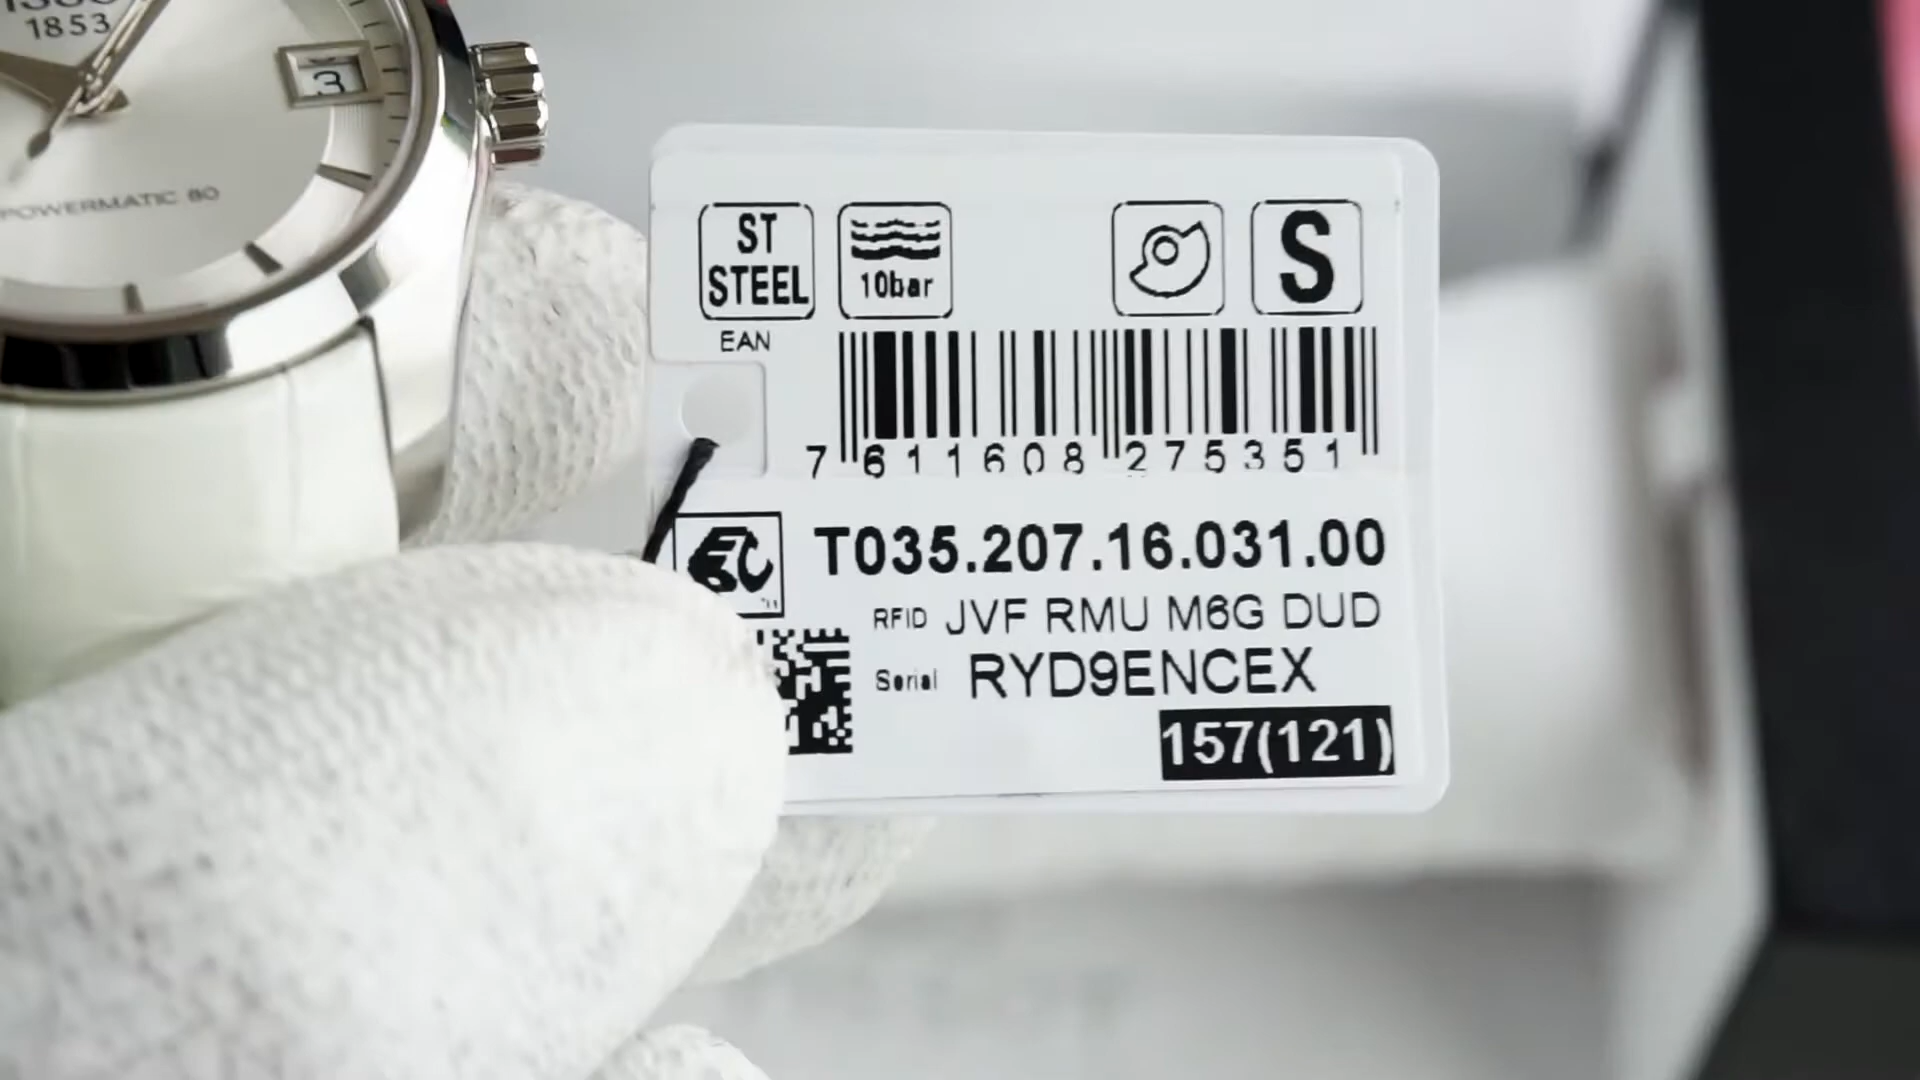 1853
3
POWERMATIC 80
ST
STEEL
10bar
S
EAN
7 611608 275351
T035.207.16.031.00
RFID JVF RMU M6G DUD
Serial RYD9ENCEX
157(121)